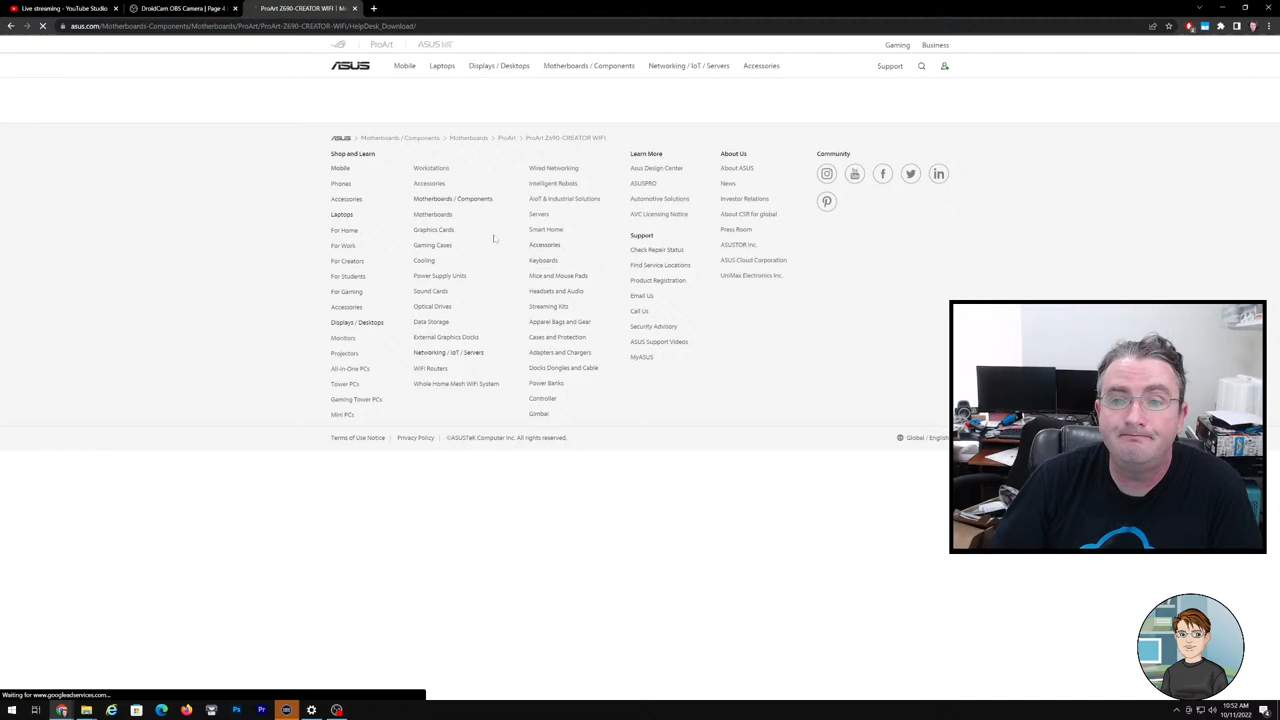 Live streaming - YouTube Studio
DroidCam OBS Camera | Page 4
ProArt Z690-CREATOR WIFI | M
asus.com/Motherboards-Components/Motherboards/ProArt/ProArt-Z690-CREATOR-WIFI/HelpDesk_Download/
ProArt
ASUS IoT
Gaming
Business
ASUS
Mobile
Laptops
Displays / Desktops
Motherboards / Components
Networking / IoT / Servers
Accessories
Support
ASUS
Motherboards / Components
Motherboards
ProArt
ProArt Z690-CREATOR WIFI
Shop and Learn
Mobile
Phones
Accessories
Laptops
For Home
For Work
For Creators
For Students
For Gaming
Accessories
Displays / Desktops
Monitors
Projectors
All-in-One PCs
Tower PCs
Gaming Tower PCs
Mini PCs
Workstations
Accessories
Motherboards / Components
Motherboards
Graphics Cards
Gaming Cases
Cooling
Power Supply Units
Sound Cards
Optical Drives
Data Storage
External Graphics Docks
Networking / IoT / Servers
WiFi Routers
Whole Home Mesh WiFi System
Wired Networking
Intelligent Robots
AIoT & Industrial Solutions
Servers
Smart Home
Accessories
Keyboards
Mice and Mouse Pads
Headsets and Audio
Streaming Kits
Apparel Bags and Gear
Cases and Protection
Adapters and Chargers
Docks Dongles and Cable
Power Banks
Controller
Gimbal
Learn More
Asus Design Center
ASUSPRO
Automotive Solutions
AVC Licensing Notice
Support
Check Repair Status
Find Service Locations
Product Registration
Email Us
Call Us
Security Advisory
ASUS Support Videos
MyASUS
About Us
About ASUS
News
Investor Relations
About CSR for global
Press Room
ASUSTOR Inc.
ASUS Cloud Corporation
UniMax Electronics Inc.
Community
Terms of Use Notice
Privacy Policy
©ASUSTeK Computer Inc. All rights reserved.
Global / English
Waiting for www.googleadservices.com...
10:52 AM
10/11/2022